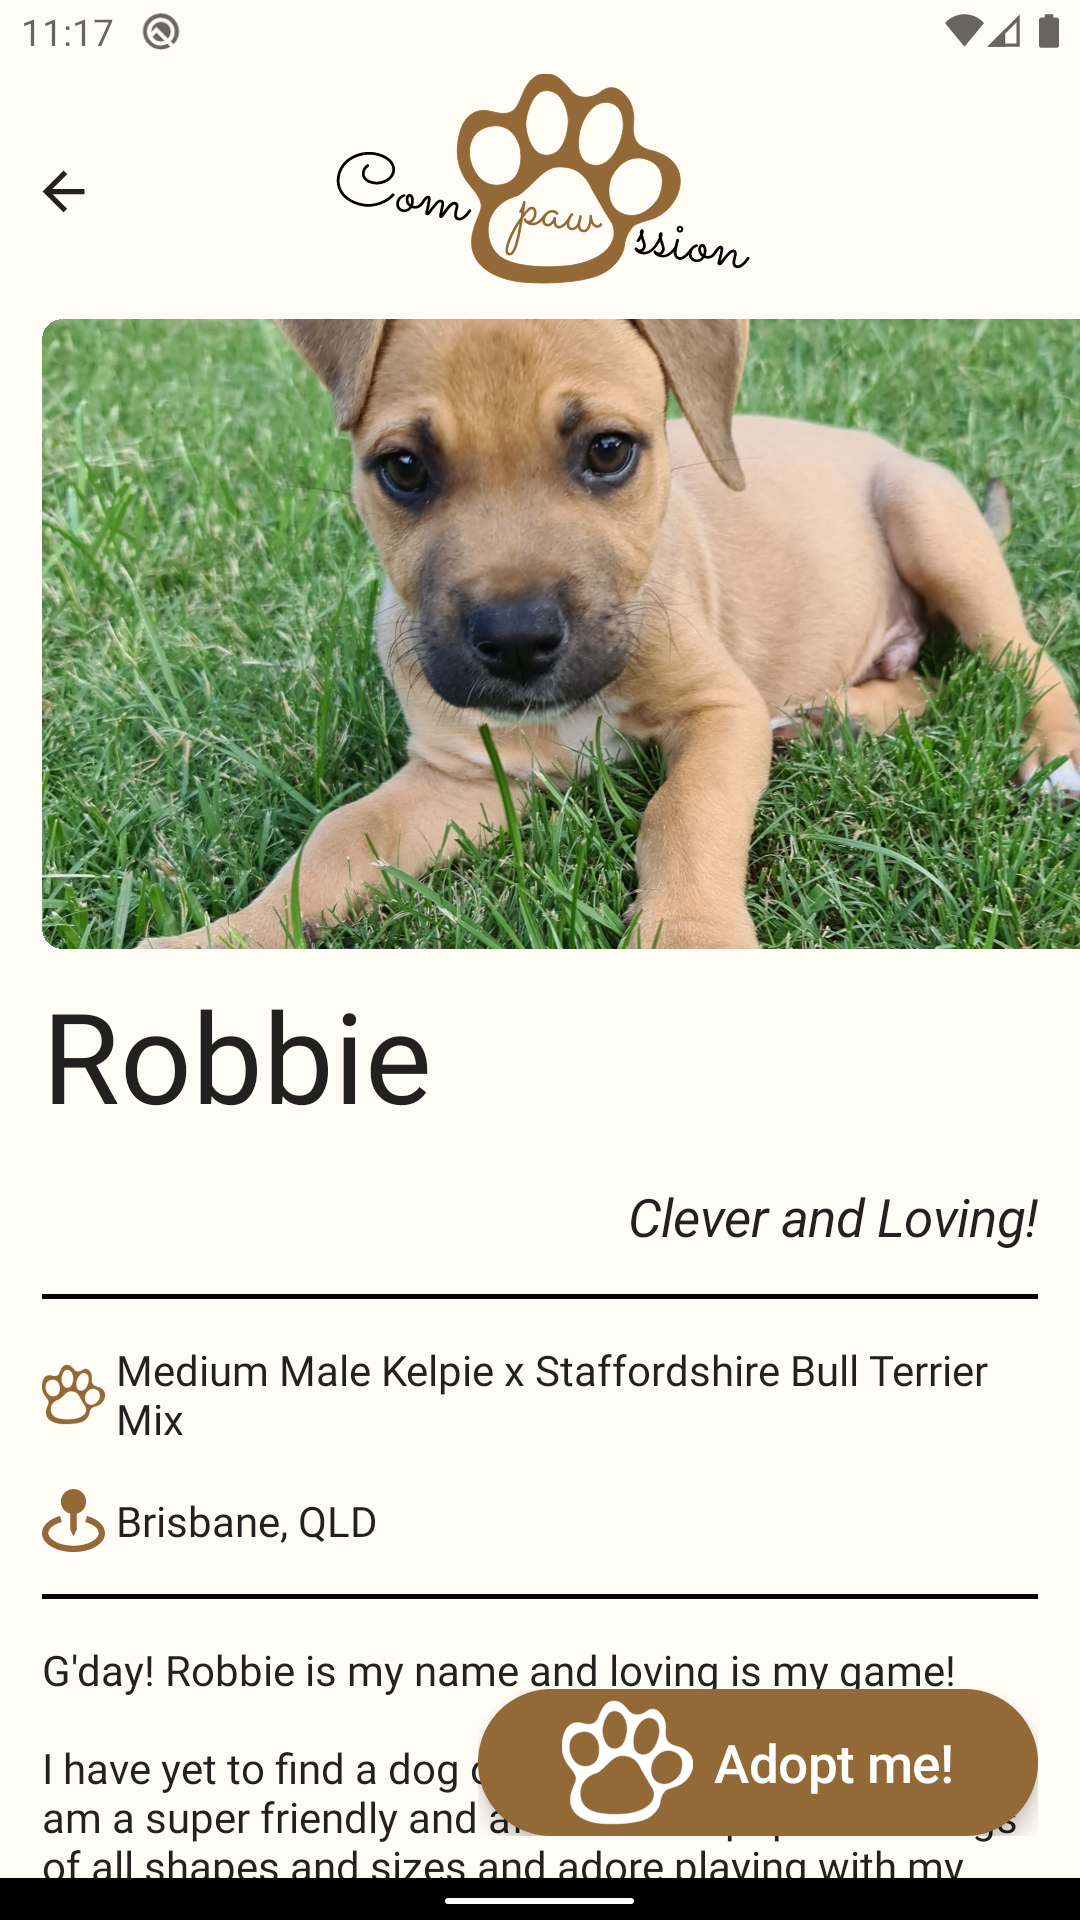 11:17
Com paw ssion
Robbie
Clever and Loving!
Medium Male Kelpie x Staffordshire Bull Terrier
Mix
Brisbane, QLD
G'day! Robbie is my name and loving is my game!
I have yet to find a dog
am a super friendly and
of all shapes and sizes and adore playing with my
Adopt me!